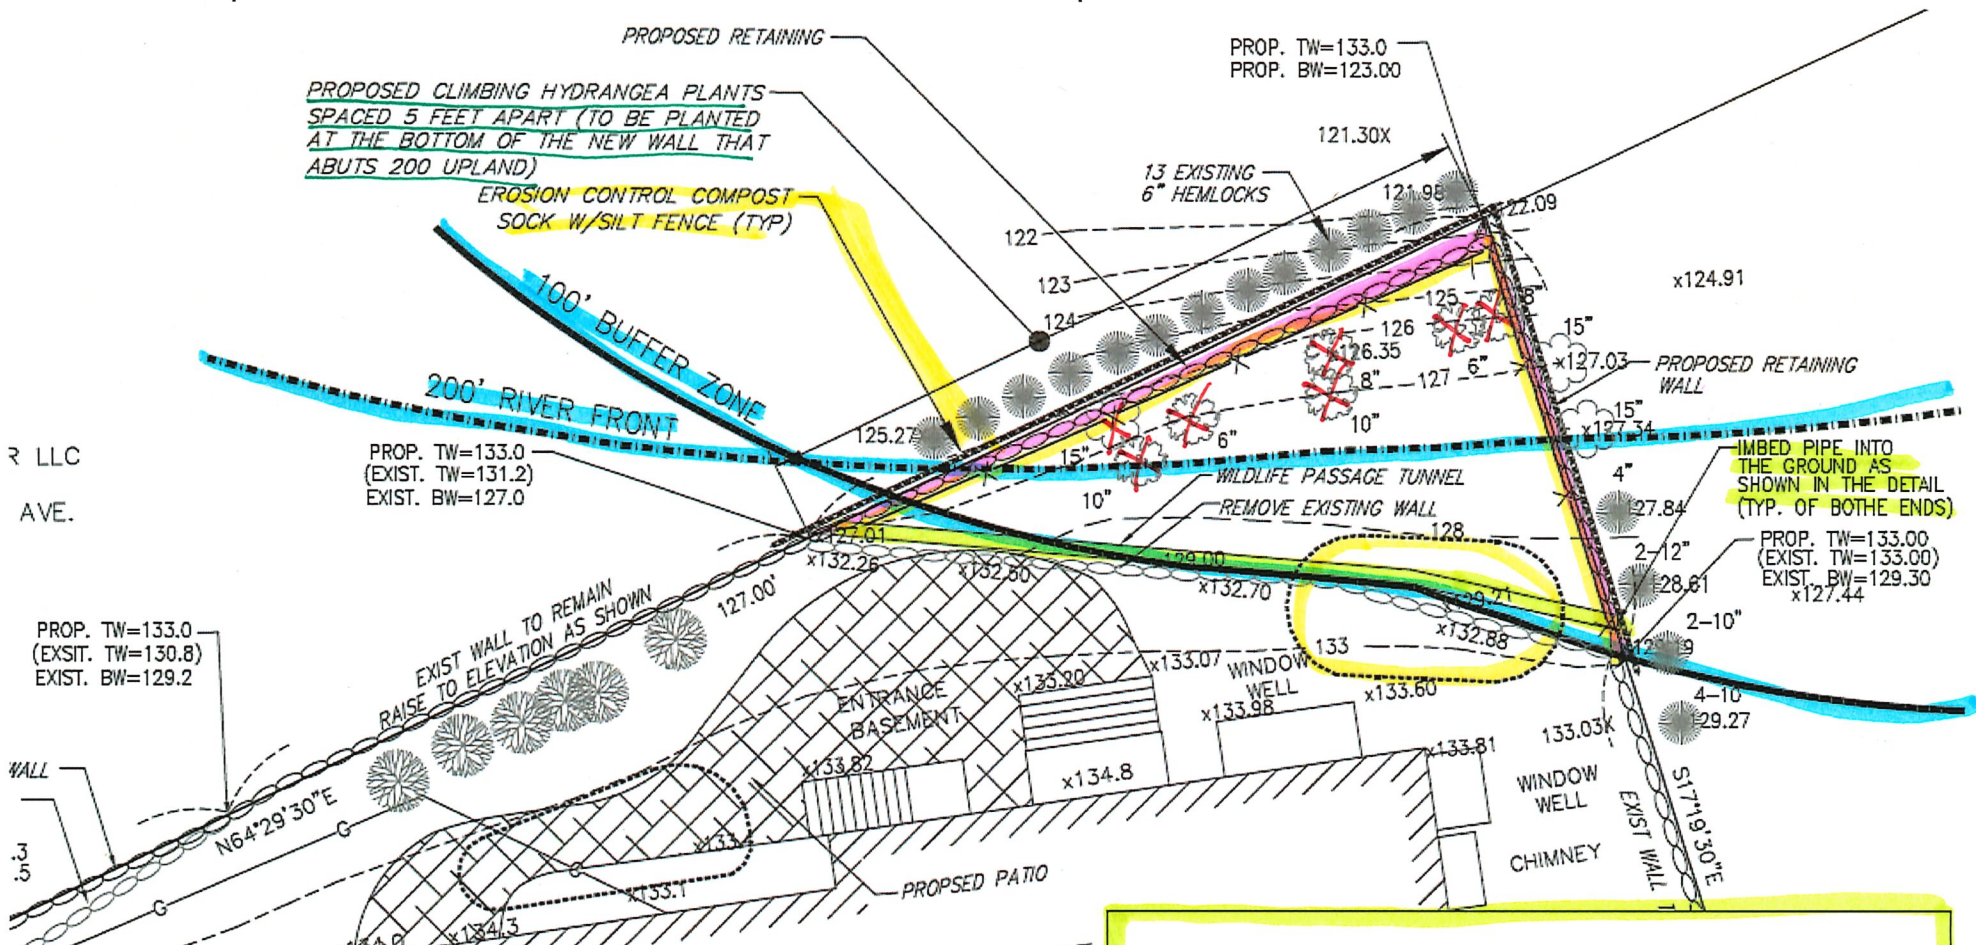 PROPOSED RETAINING
PROPOSED CLIMBING HYDRANGEA PLANTS
SPACED 5 FEET APART (TO BE PLANTED
AT THE BOTTOM OF THE NEW WALL THAT
ABUTS 200 UPLAND)
EROSION CONTROL COMPOST
SOCK W/SILT FENCE (TYP)
PROP. TW=133.0
PROP. BW=123.00
121.30X
13 EXISTING
6" HEMLOCKS
121.98
22.09
122
123
124
125
8"
126
126.35
127
6"
8"
10"
x124.91
15"
x127.03
PROPOSED RETAINING
WALL
15"
x127.34
100' BUFFER ZONE
200' RIVER FRONT
125.27
15"
6"
10"
R LLC
AVE.
PROP. TW=133.0
(EXIST. TW=131.2)
EXIST. BW=127.0
WILDLIFE PASSAGE TUNNEL
REMOVE EXISTING WALL
4"
27.84
IMBED PIPE INTO
THE GROUND AS
SHOWN IN THE DETAIL
(TYP. OF BOTHE ENDS)
PROP. TW=133.00
(EXIST. TW=133.00)
EXIST. BW=129.30
x127.44
127.01
x132.26
x132.50
129.00
x132.70
128
129.21
x132.88
2-12"
28.61
2-10"
4-10
129.27
127.00'
EXIST WALL TO REMAIN
RAISE TO ELEVATION AS SHOWN
PROP. TW=133.0
(EXSIT. TW=130.8)
EXIST. BW=129.2
133
x133.07
x133.20
WINDOW
WELL
x133.60
x133.98
ENTRANCE
BASEMENT
x133.82
x134.8
x133.81
133.03X
WINDOW
WELL
CHIMNEY
EXIST WALL
S17°19'30"E
WALL
N64°29'30"E
G
G
G
.3
.5
x133
x133.1
x134.3
PROPSED PATIO